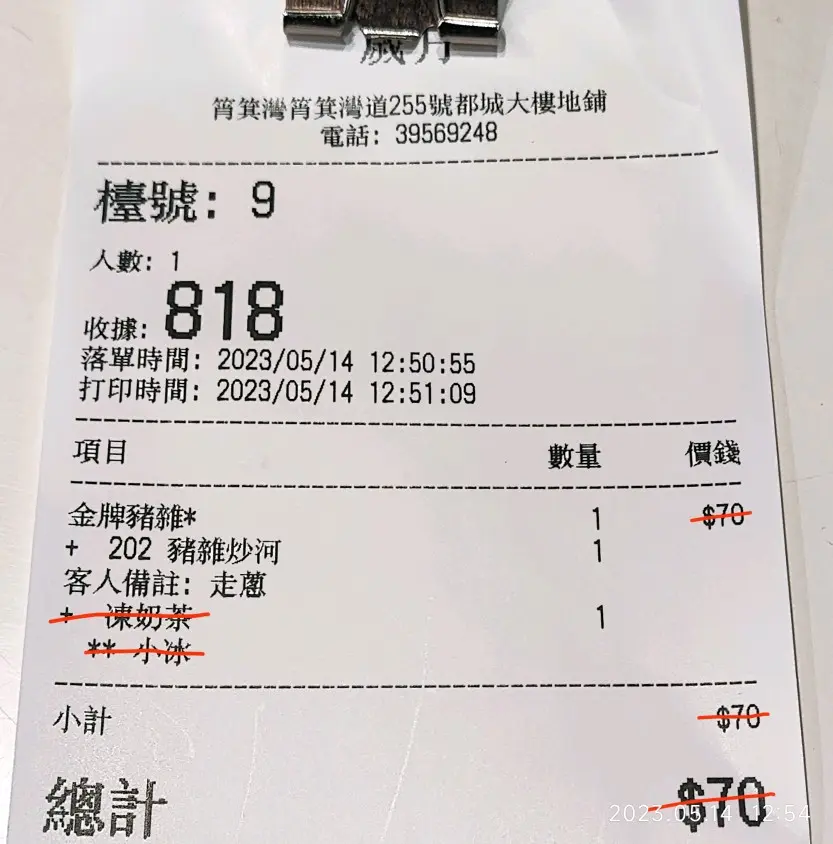 歲月
筲箕灣筲箕灣道255號都城大樓地鋪
電話: 39569248
檯號: 9
人數: 1
收據: 818
落單時間: 2023/05/14 12:50:55
打印時間: 2023/05/14 12:51:09
項目 數量 價錢
金牌豬雜* 1 $70
+ 202 豬雜炒河 1
客人備註: 走蔥
+ 凍奶茶 1
** 小冰
小計 $70
總計 $70
2023.05.14 12:54